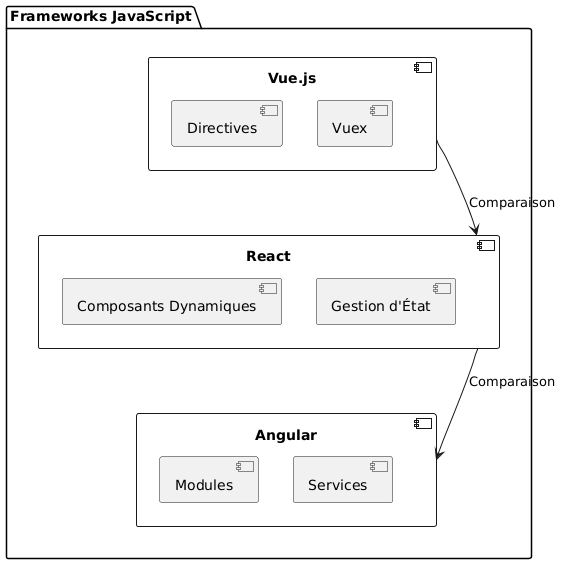 Frameworks JavaScript
Vue.js
Directives
Vuex
Comparaison
React
Composants Dynamiques
Gestion d'État
Comparaison
Angular
Modules
Services